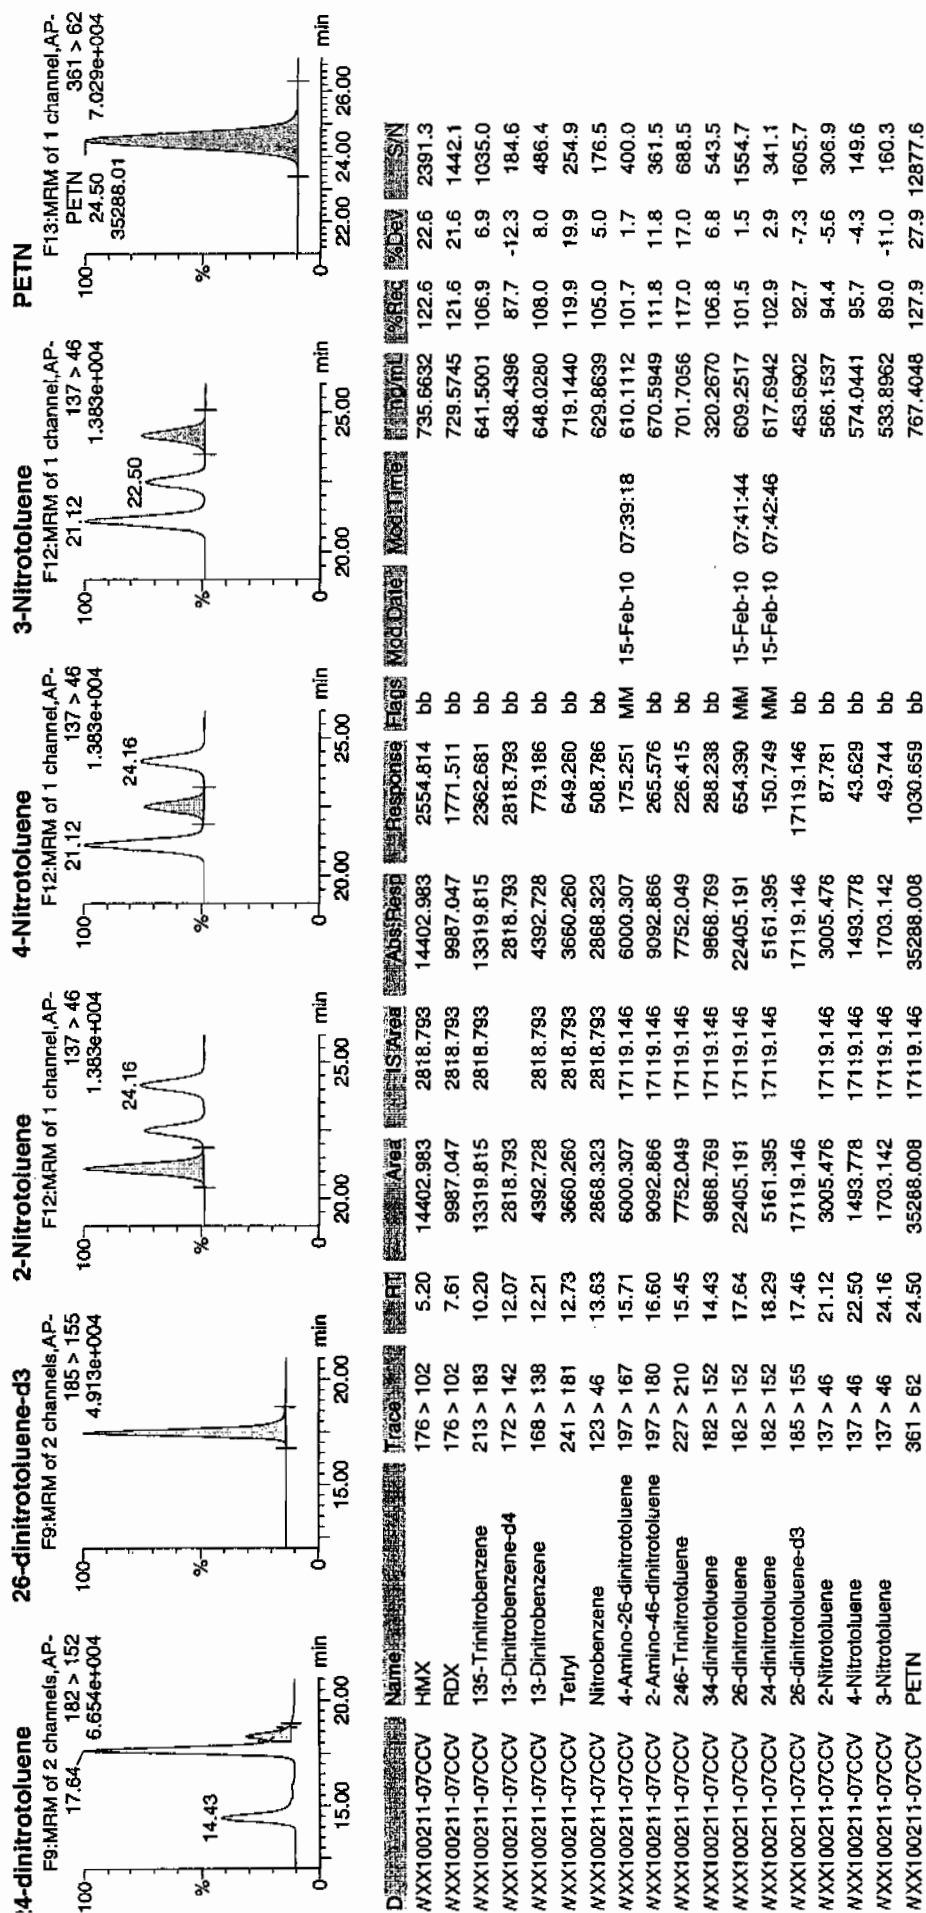 24-dinitrotoluene
F9:MRM of 2 channels,AP-
17.64 182 > 152
6.654e+004
100
14.43
%
0
15.00 20.00 min
26-dinitrotoluene-d3
F9:MRM of 2 channels,AP-
185 > 155
4.913e+004
100
%
0
15.00 20.00 min
2-Nitrotoluene
F12:MRM of 1 channel,AP-
137 > 46
1.383e+004
24.16
100
%
0
20.00 25.00 min
4-Nitrotoluene
F12:MRM of 1 channel,AP-
21.12 137 > 46
1.383e+004
24.16
100
%
0
20.00 25.00 min
3-Nitrotoluene
F12:MRM of 1 channel,AP-
21.12 137 > 46
1.383e+004
22.50
100
%
0
20.00 25.00 min
PETN
F13:MRM of 1 channel,AP-
PETN 361 > 62
24.50 7.029e+004
35288.01
100
%
0
22.00 24.00 26.00 min
D Name Trace RT Area IS Area Abs.Resp Response Flags Mod.Date Mod.Time ng/mL %Rec %Dev S/N
WXX100211-07CCV HMX 176 > 102 5.20 14402.983 2818.793 14402.983 2554.814 bb 735.6632 122.6 22.6 2391.3
WXX100211-07CCV RDX 176 > 102 7.61 9987.047 2818.793 9987.047 1771.511 bb 729.5745 121.6 21.6 1442.1
WXX100211-07CCV 135-Trinitrobenzene 213 > 183 10.20 13319.815 2818.793 13319.815 2362.681 bb 641.5001 106.9 6.9 1035.0
WXX100211-07CCV 13-Dinitrobenzene-d4 172 > 142 12.07 2818.793 2818.793 2818.793 bb 438.4396 87.7 -12.3 184.6
WXX100211-07CCV 13-Dinitrobenzene 168 > 138 12.21 4392.728 2818.793 4392.728 779.186 bb 648.0280 108.0 8.0 486.4
WXX100211-07CCV Tetryl 241 > 181 12.73 3660.260 2818.793 3660.260 649.260 bb 719.1440 119.9 19.9 254.9
WXX100211-07CCV Nitrobenzene 123 > 46 13.63 2868.323 2818.793 2868.323 508.786 bb 629.8639 105.0 5.0 176.5
WXX100211-07CCV 4-Amino-26-dinitrotoluene 197 > 167 15.71 6000.307 17119.146 6000.307 175.251 MM 15-Feb-10 07:39:18 610.1112 101.7 1.7 400.0
WXX100211-07CCV 2-Amino-46-dinitrotoluene 197 > 180 16.60 9092.866 17119.146 9092.866 265.576 bb 670.5949 111.8 11.8 361.5
WXX100211-07CCV 246-Trinitrotoluene 227 > 210 15.45 7752.049 17119.146 7752.049 226.415 bb 701.7056 117.0 17.0 688.5
WXX100211-07CCV 34-dinitrotoluene 182 > 152 14.43 9868.769 17119.146 9868.769 288.238 bb 320.2670 106.8 6.8 543.5
WXX100211-07CCV 26-dinitrotoluene 182 > 152 17.64 22405.191 17119.146 22405.191 654.390 MM 15-Feb-10 07:41:44 609.2517 101.5 1.5 1554.7
WXX100211-07CCV 24-dinitrotoluene 182 > 152 18.29 5161.395 17119.146 5161.395 150.749 MM 15-Feb-10 07:42:46 617.6942 102.9 2.9 341.1
WXX100211-07CCV 26-dinitrotoluene-d3 185 > 155 17.46 17119.146 17119.146 17119.146 bb 463.6902 92.7 -7.3 1605.7
WXX100211-07CCV 2-Nitrotoluene 137 > 46 21.12 3005.476 17119.146 3005.476 87.781 bb 566.1537 94.4 -5.6 306.9
WXX100211-07CCV 4-Nitrotoluene 137 > 46 22.50 1493.778 17119.146 1493.778 43.629 bb 574.0441 95.7 -4.3 149.6
WXX100211-07CCV 3-Nitrotoluene 137 > 46 24.16 1703.142 17119.146 1703.142 49.744 bb 533.8962 89.0 -11.0 160.3
WXX100211-07CCV PETN 361 > 62 24.50 35288.008 17119.146 35288.008 1030.659 bb 767.4048 127.9 27.9 12877.6